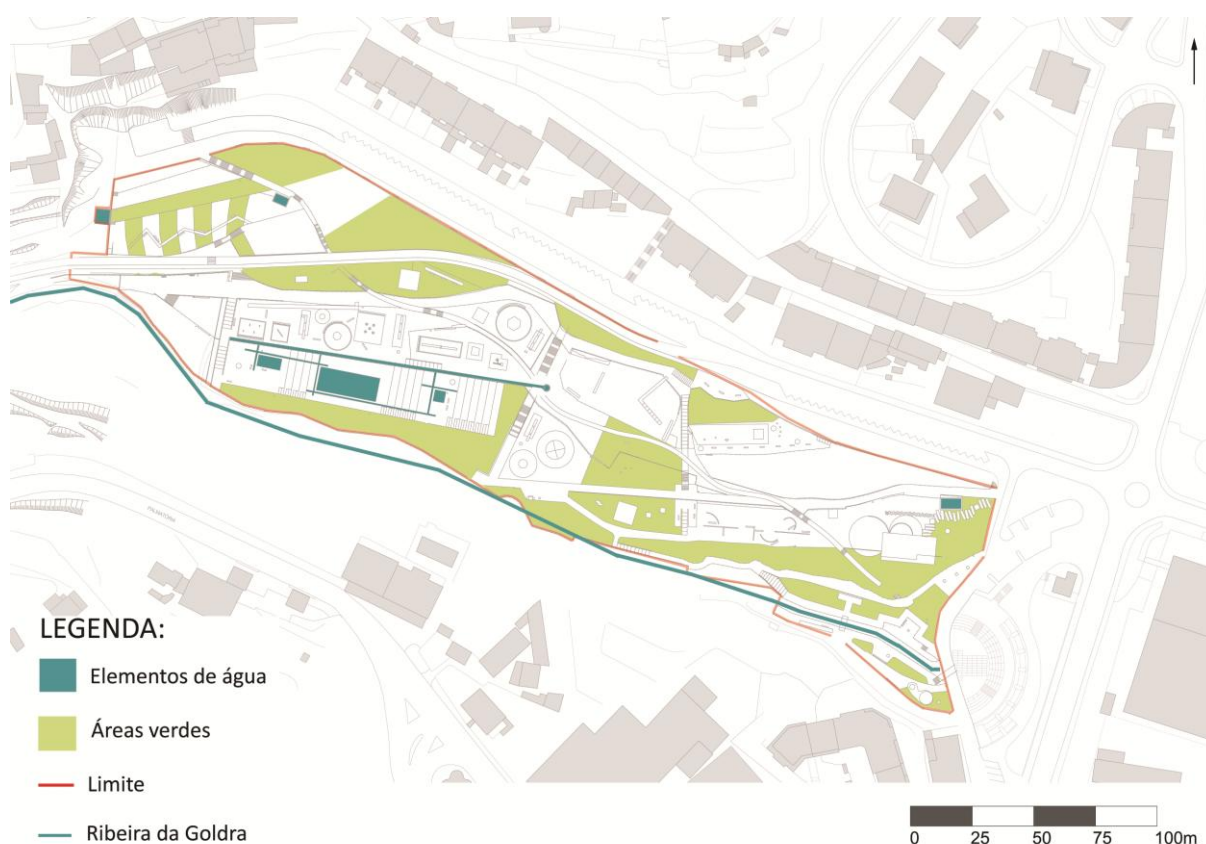 LEGENDA:
Elementos de água
Áreas verdes
Limite
Ribeira da Goldra
0 25 50 75 100m